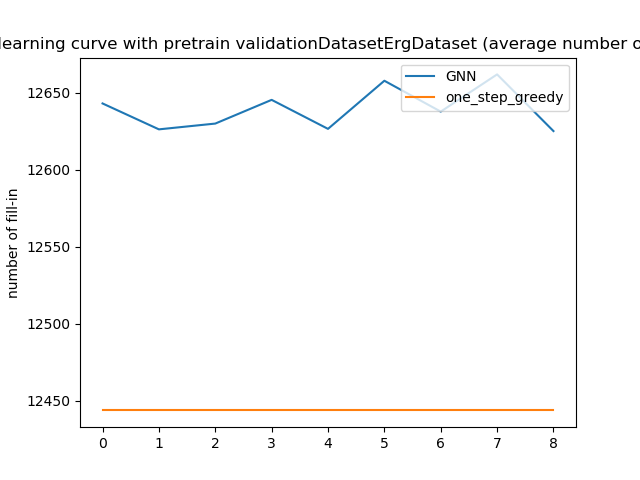 learning curve with pretrain validationDatasetErgDataset (average number o
GNN
one_step_greedy
number of fill-in
12650
12600
12550
12500
12450
0 1 2 3 4 5 6 7 8